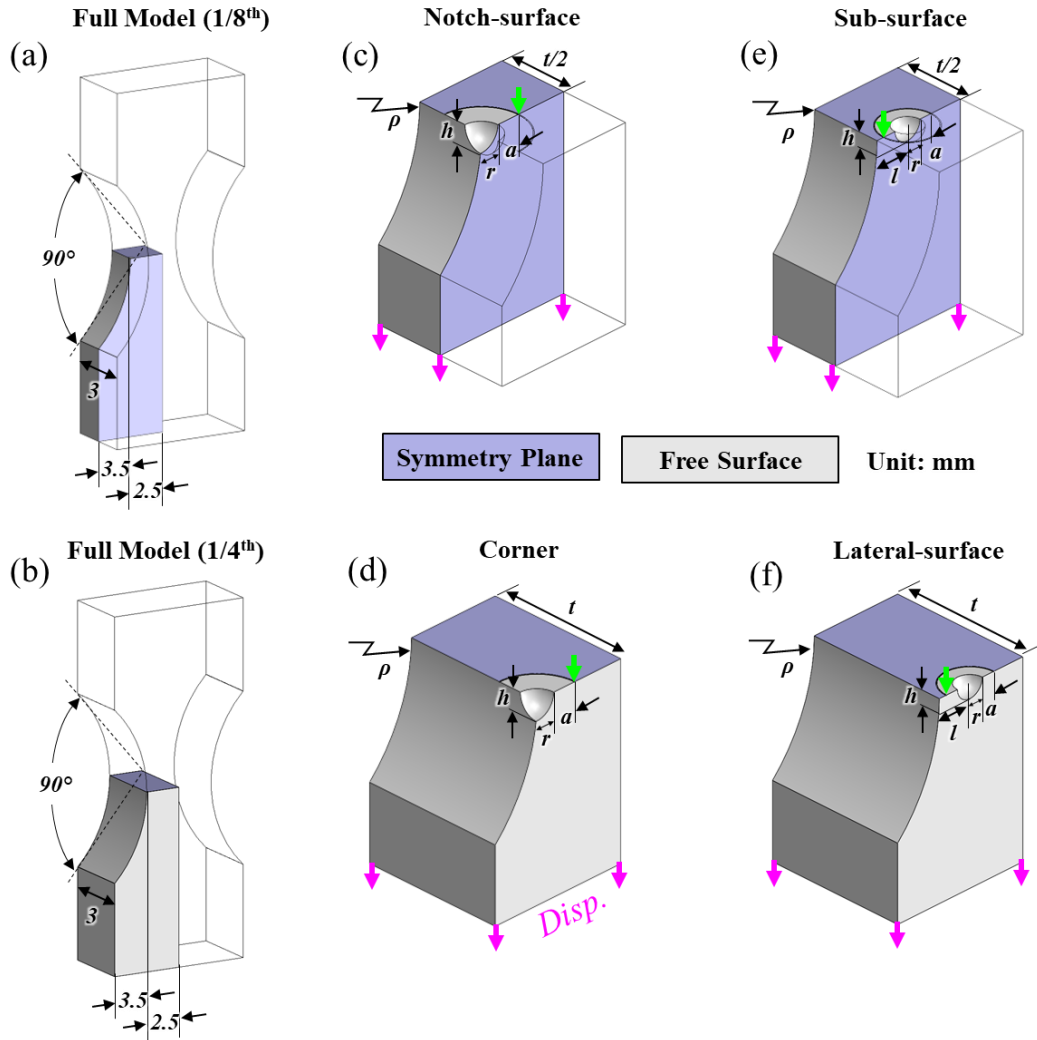 Full Model (1/8th)
(a)
90°
3
3.5
2.5
Notch-surface
(c)
t/2
ρ
h
r
a
Sub-surface
(e)
t/2
ρ
h
l
r
a
Symmetry Plane
Free Surface
Unit: mm
Full Model (1/4th)
(b)
90°
3
3.5
2.5
Corner
(d)
t
ρ
h
r
a
Disp.
Lateral-surface
(f)
t
ρ
h
l
r
a